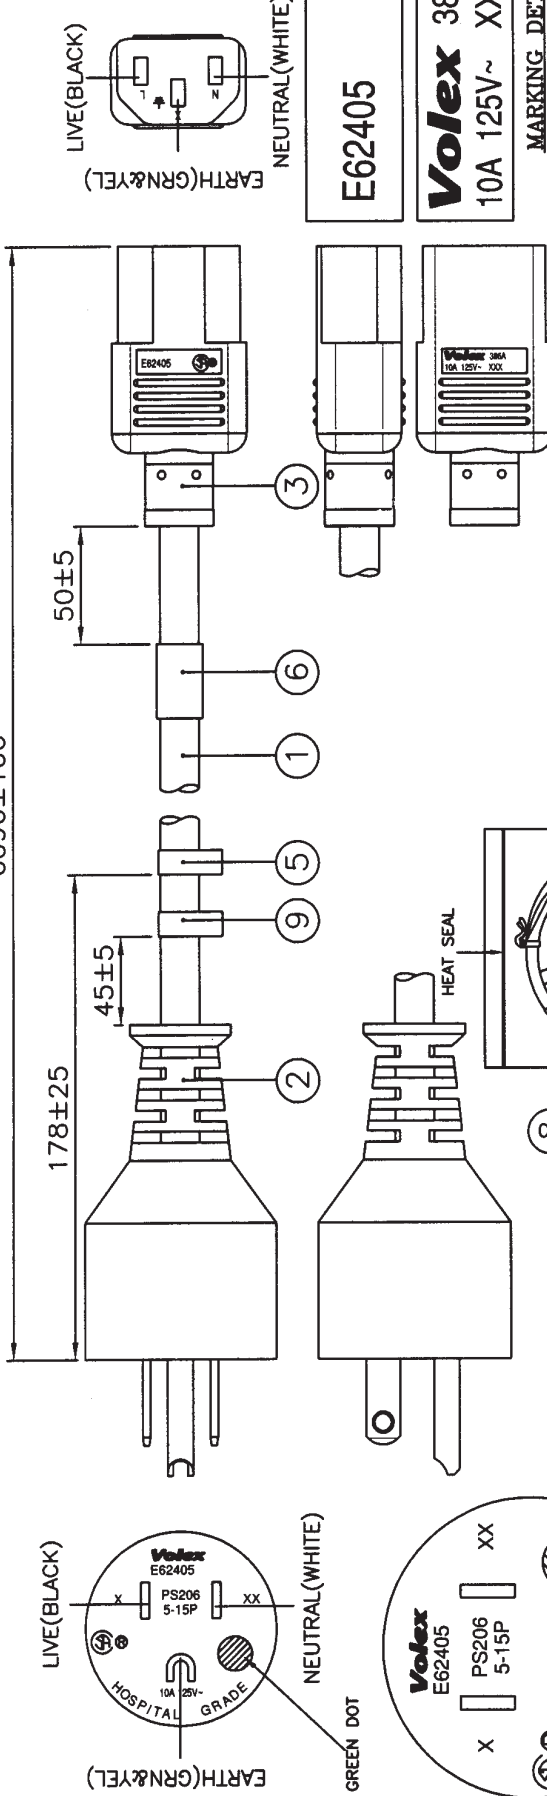 LIVE(BLACK)
EARTH(GRN&YEL)
NEUTRAL(WHITE)
L
N
E62405
Volex
10A 125V~
MARKING
E62405
Volex 386A
10A 125V~ XXX
50±5
3
6
1
5
9
45±5
178±25
2
HEAT SEAL
LIVE(BLACK)
EARTH(GRN&YEL)
NEUTRAL(WHITE)
GREEN DOT
Volex
E62405
PS206
5-15P
X
XX
10A 125V~
HOSPITAL GRADE
Volex
E62405
PS206
5-15P
X
XX